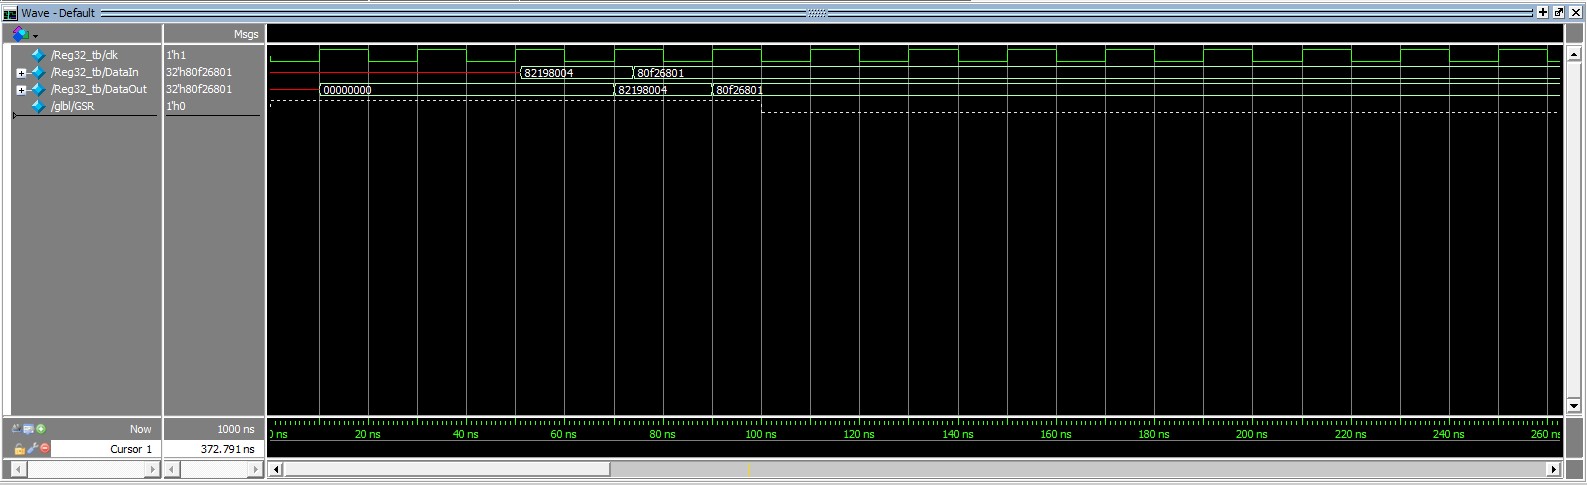 Wave - Default
Msgs
/Reg32_tb/clk 1'h1
/Reg32_tb/DataIn 32'h80f26801 82198004 80f26801
/Reg32_tb/DataOut 32'h80f26801 00000000 82198004 80f26801
/glbl/GSR 1'h0
Now 1000 ns
ns 20 ns 40 ns 60 ns 80 ns 100 ns 120 ns 140 ns 160 ns 180 ns 200 ns 220 ns 240 ns 260 ns
Cursor 1 372.791 ns